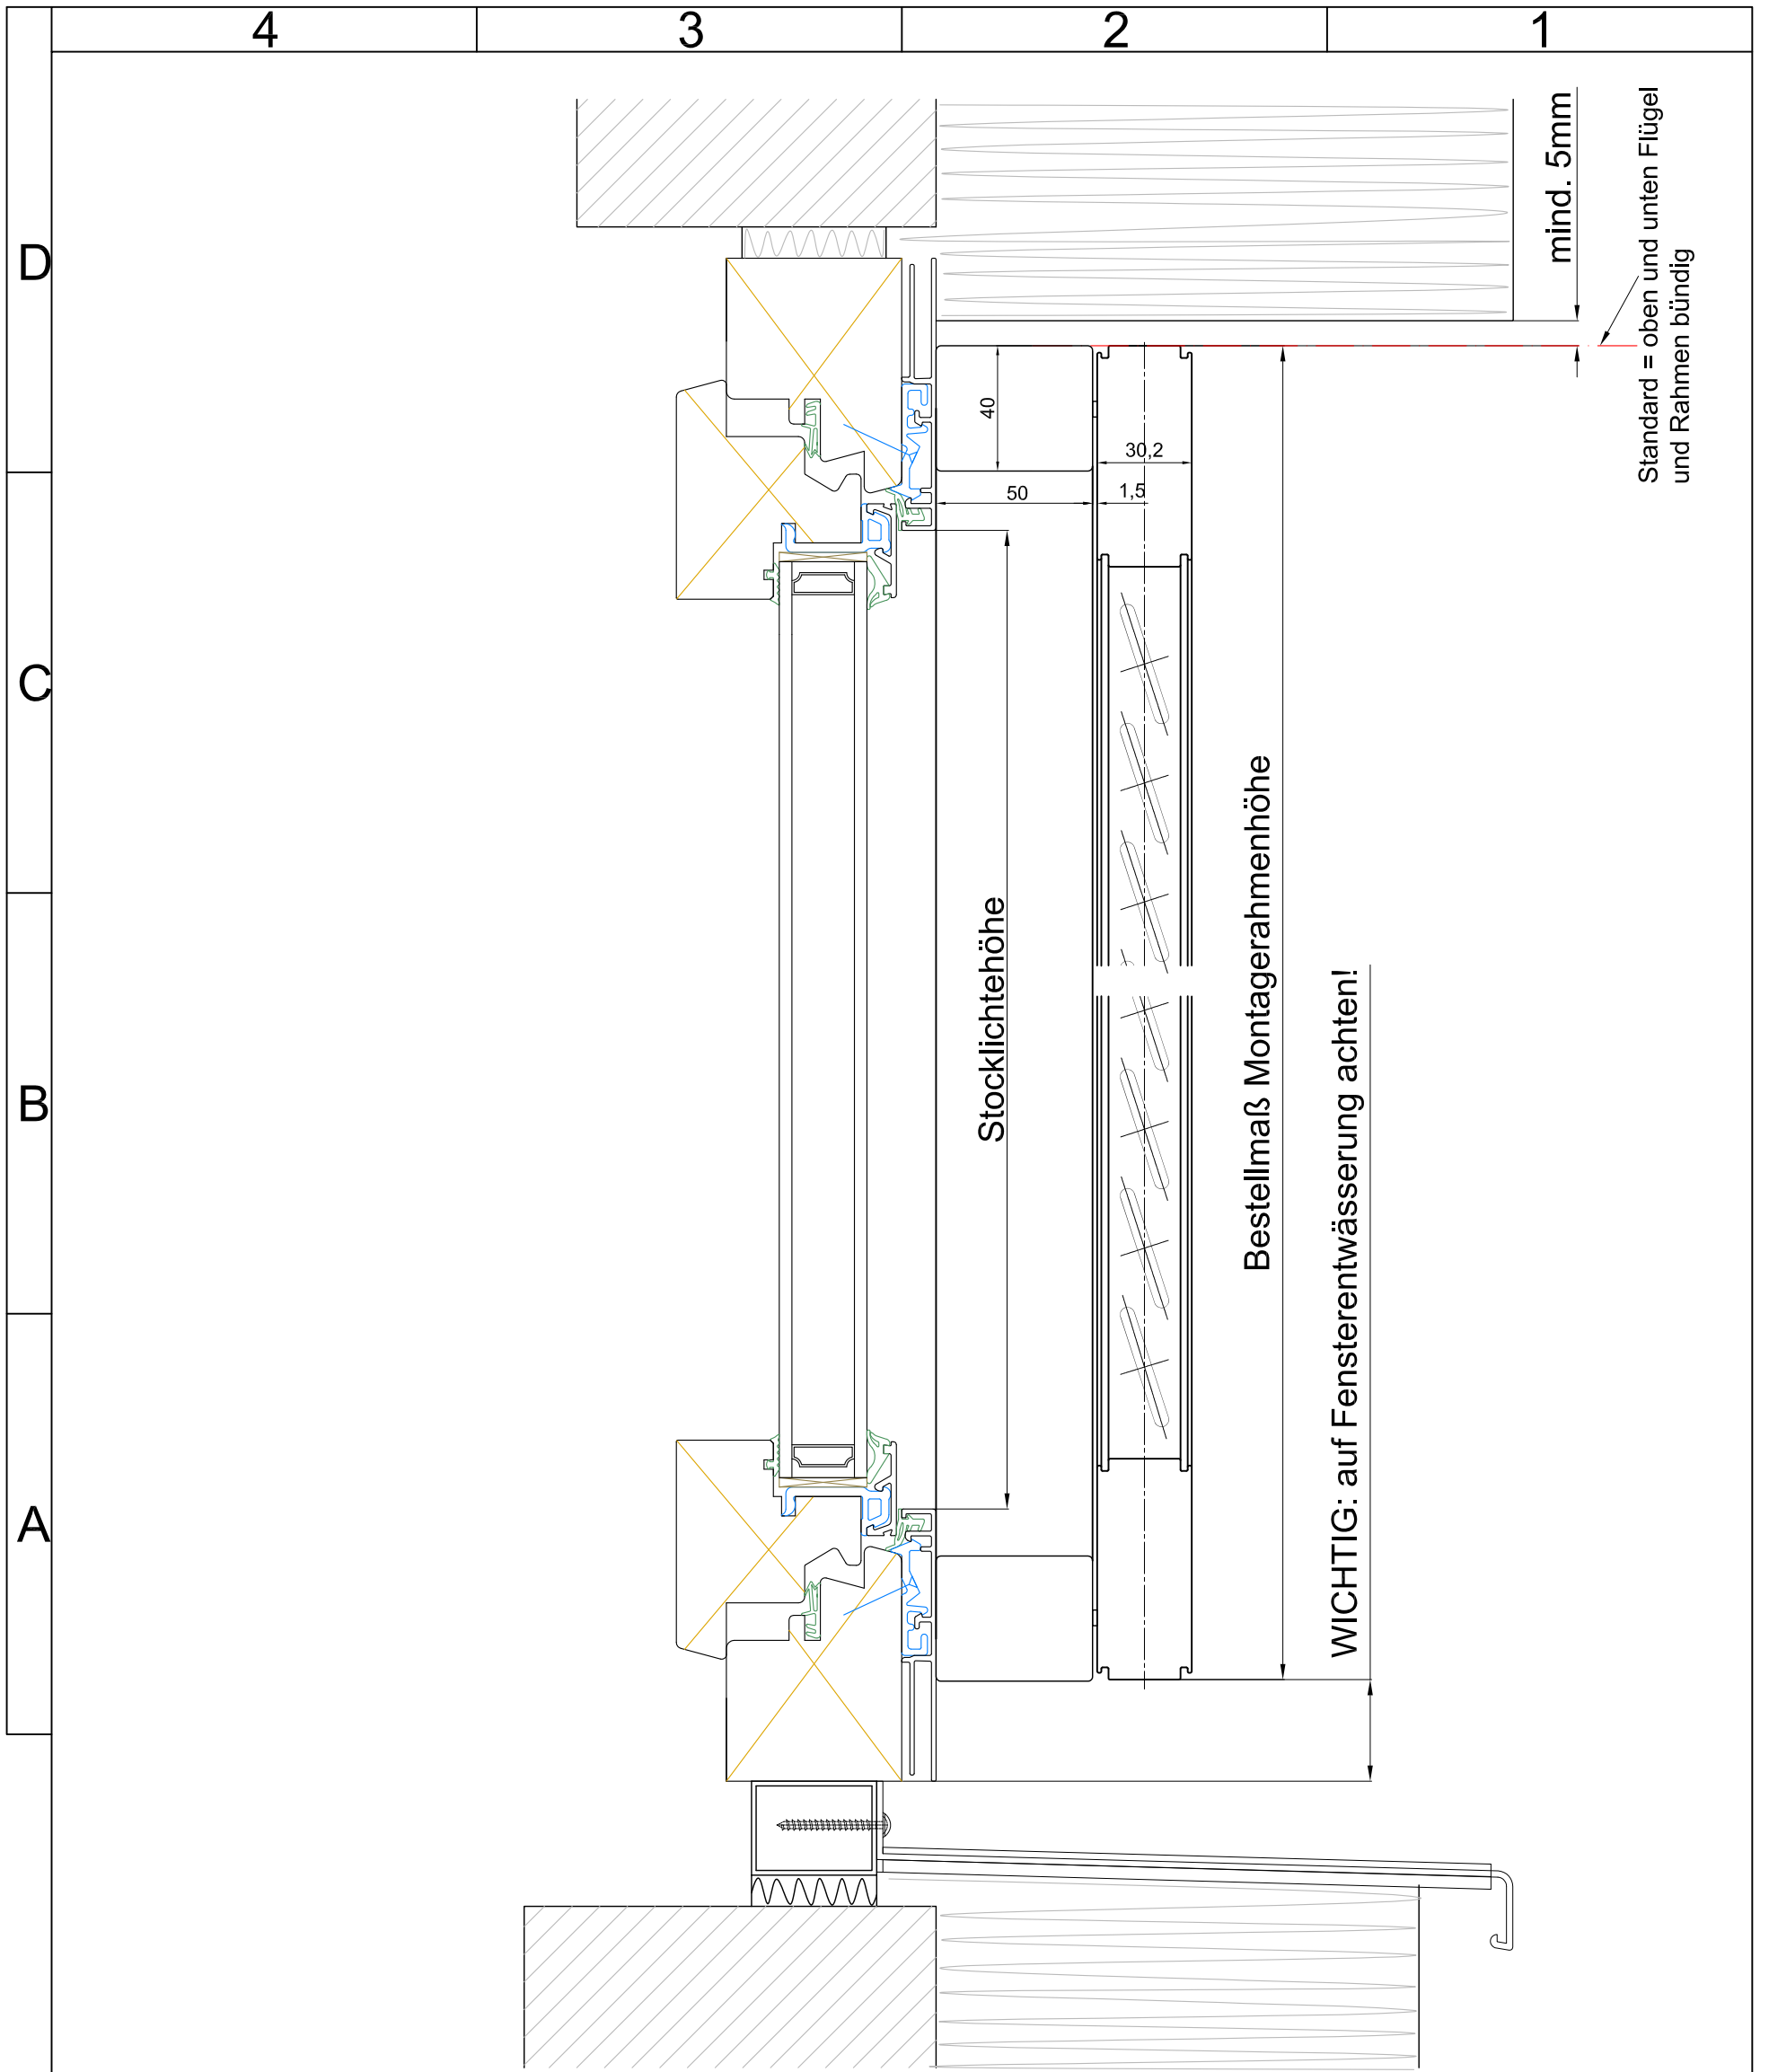 4
3
2
1
D
C
B
A
mind. 5mm
Standard = oben und unten Flügel
und Rahmen bündig
40
30,2
50
1,5
Stocklichtehöhe
Bestellmaß Montagerahmenhöhe
WICHTIG: auf Fensterentwässerung achten!